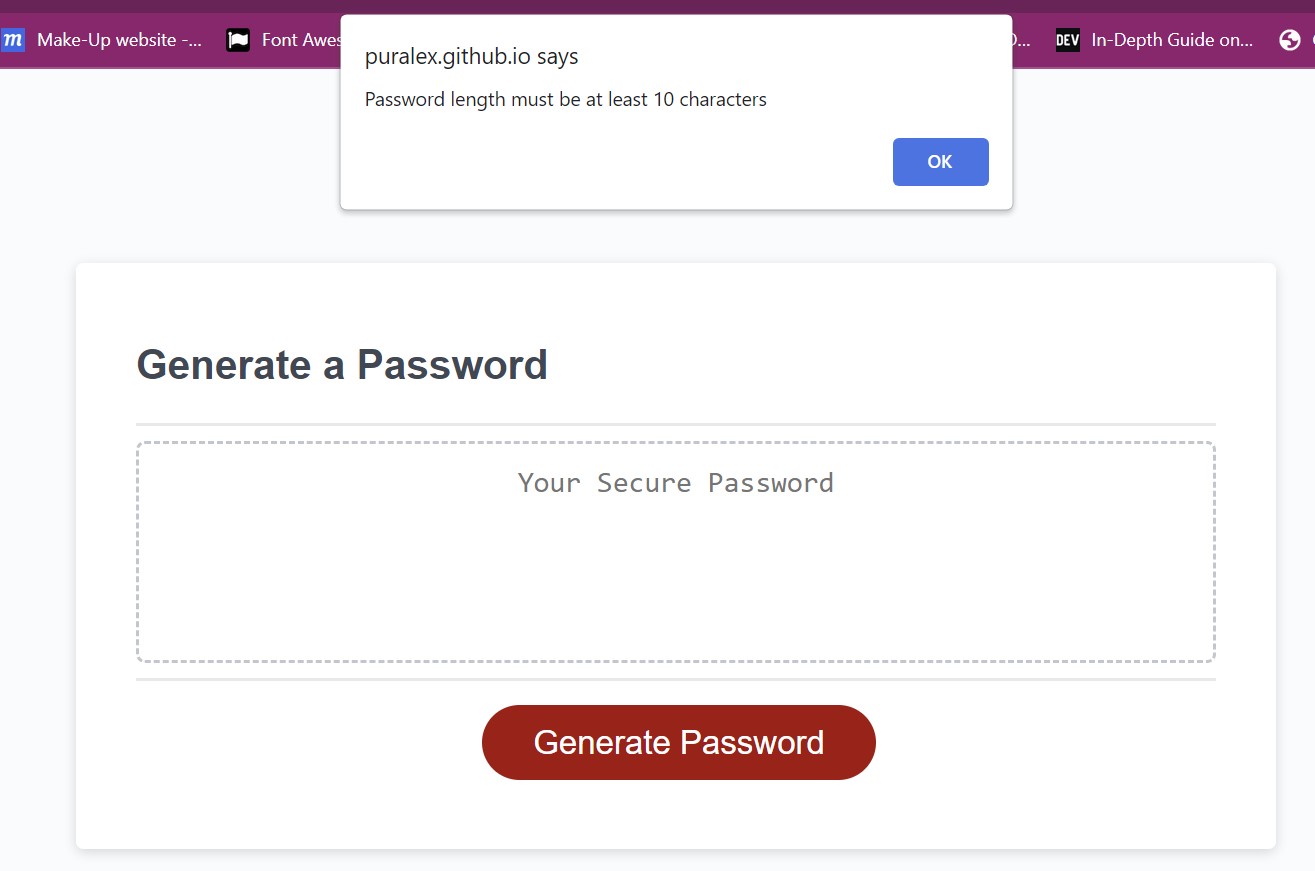 m Make-Up website -... Font Awes ... DEV In-Depth Guide on...
puralex.github.io says
Password length must be at least 10 characters
OK
Generate a Password
Your Secure Password
Generate Password